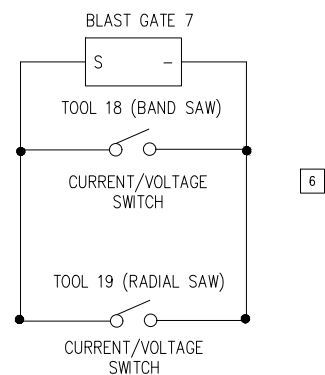 BLAST GATE 7
S -
TOOL 18 (BAND SAW)
CURRENT/VOLTAGE
SWITCH
6
TOOL 19 (RADIAL SAW)
CURRENT/VOLTAGE
SWITCH